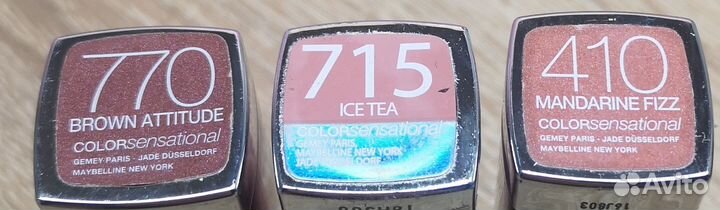 770
BROWN ATTITUDE
COLORsensational
GEMEY PARIS - JADE DÜSSELDORF
MAYBELLINE NEW YORK
715
ICE TEA
COLORsensational
GEMEY PARIS
MAYBELLINE NEW YORK
410
MANDARINE FIZZ
COLORsensational
GEMEY PARIS - JADE DÜSSELDORF
MAYBELLINE NEW YORK
16J803
Avito